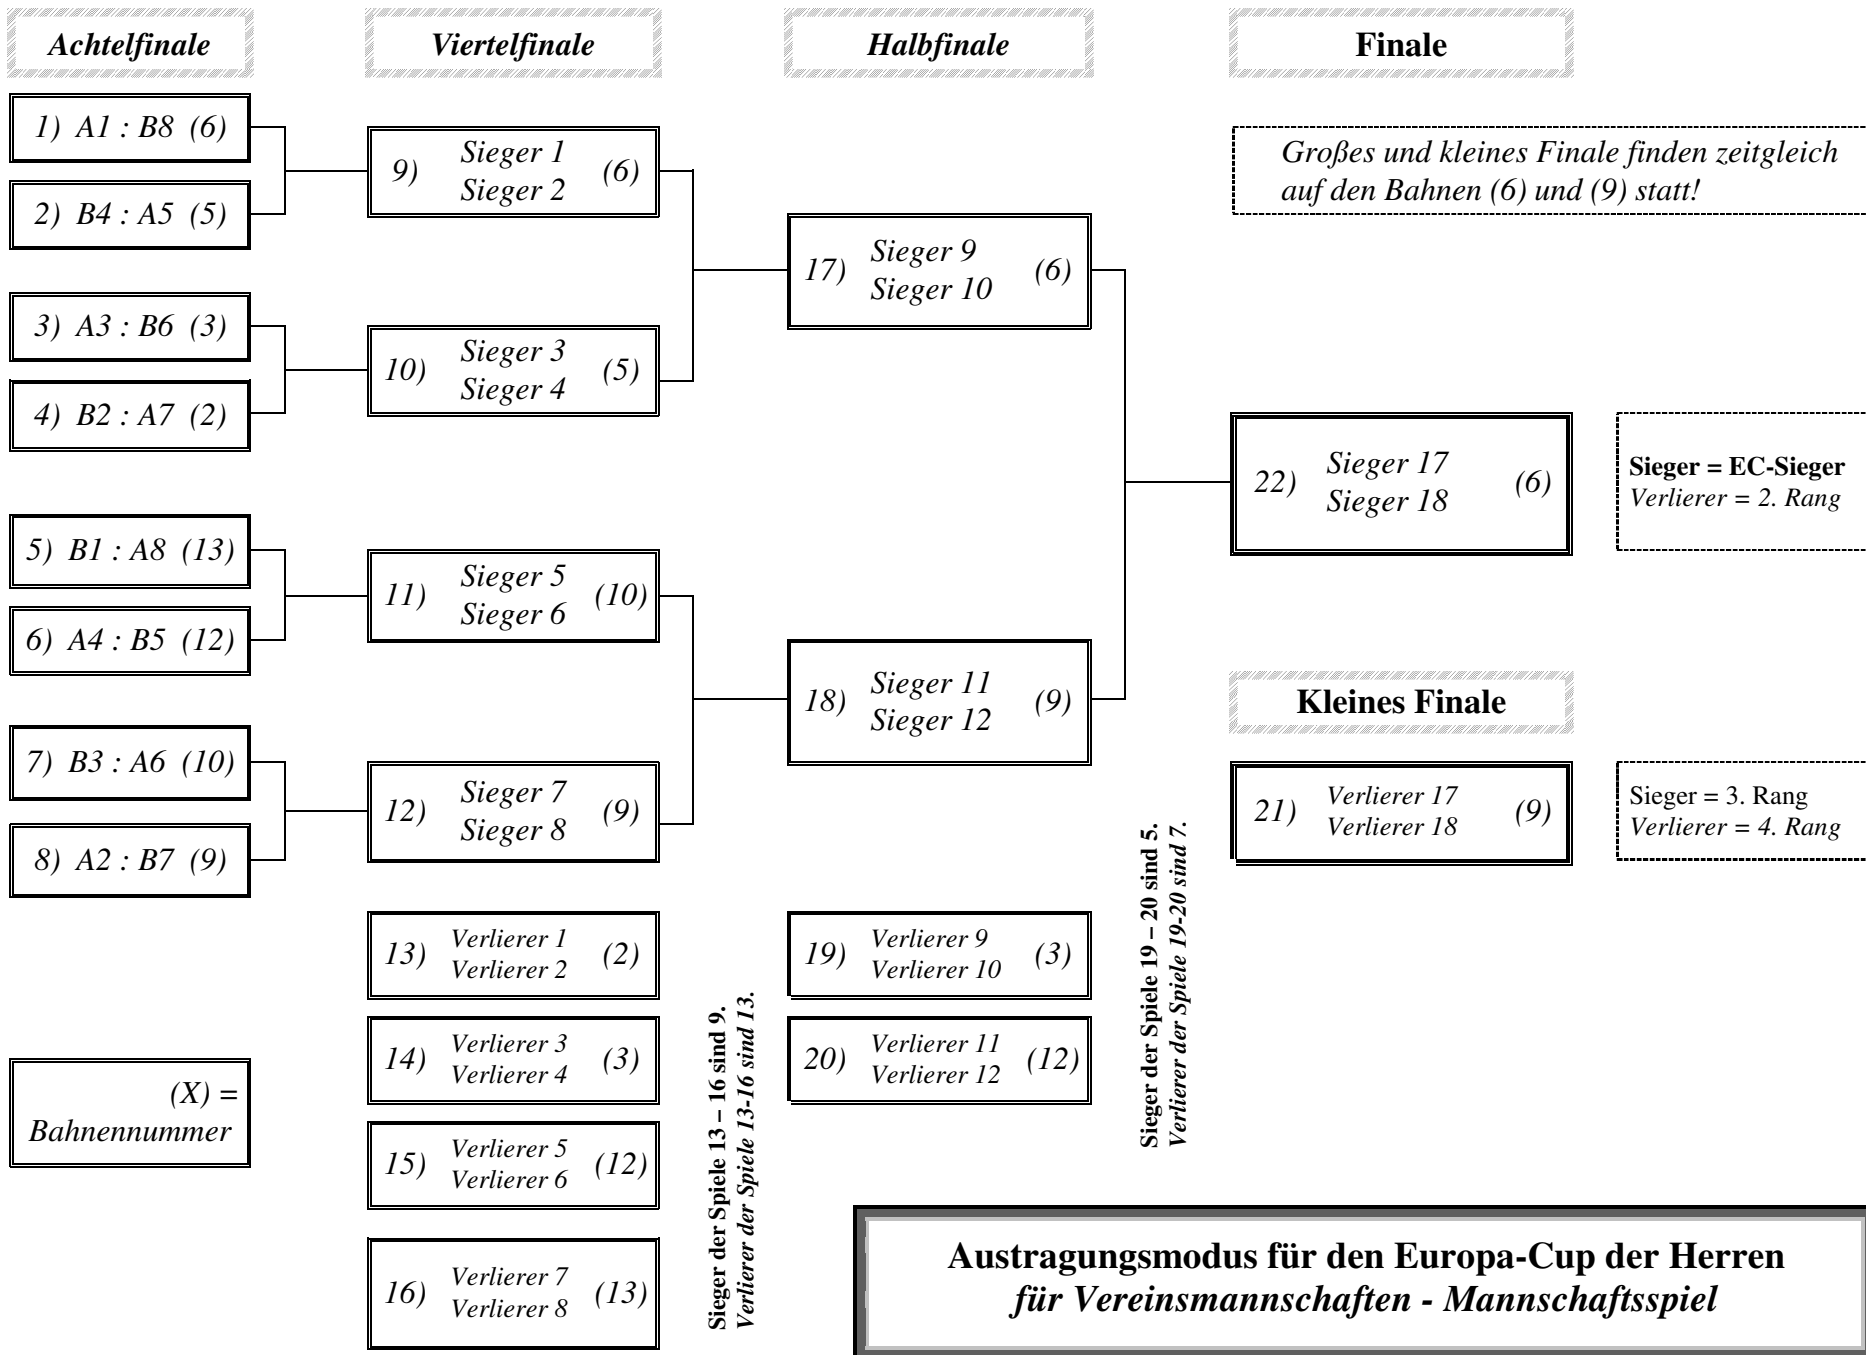 Achtelfinale
Viertelfinale
Halbfinale
Finale
1) A1 : B8 (6)
2) B4 : A5 (5)
3) A3 : B6 (3)
4) B2 : A7 (2)
5) B1 : A8 (13)
6) A4 : B5 (12)
7) B3 : A6 (10)
8) A2 : B7 (9)
(X) =
Bahnennummer
9) Sieger 1 (6)
Sieger 2
10) Sieger 3 (5)
Sieger 4
11) Sieger 5 (10)
Sieger 6
12) Sieger 7 (9)
Sieger 8
13) Verlierer 1 (2)
Verlierer 2
14) Verlierer 3 (3)
Verlierer 4
15) Verlierer 5 (12)
Verlierer 6
16) Verlierer 7 (13)
Verlierer 8
Sieger der Spiele 13 – 16 sind 9.
Verlierer der Spiele 13-16 sind 13.
17) Sieger 9 (6)
Sieger 10
18) Sieger 11 (9)
Sieger 12
19) Verlierer 9 (3)
Verlierer 10
20) Verlierer 11 (12)
Verlierer 12
Sieger der Spiele 19 – 20 sind 5.
Verlierer der Spiele 19-20 sind 7.
Großes und kleines Finale finden zeitgleich
auf den Bahnen (6) und (9) statt!
22) Sieger 17 (6)
Sieger 18
Sieger = EC-Sieger
Verlierer = 2. Rang
Kleines Finale
21) Verlierer 17 (9)
Verlierer 18
Sieger = 3. Rang
Verlierer = 4. Rang
Austragungsmodus für den Europa-Cup der Herren
für Vereinsmannschaften - Mannschaftsspiel